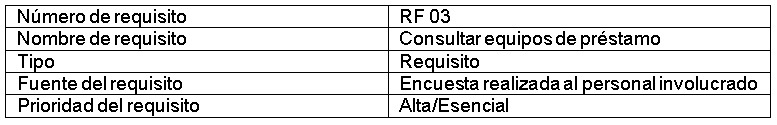 Número de requisito RF 03
Nombre de requisito Consultar equipos de préstamo
Tipo Requisito
Fuente del requisito Encuesta realizada al personal involucrado
Prioridad del requisito Alta/Esencial